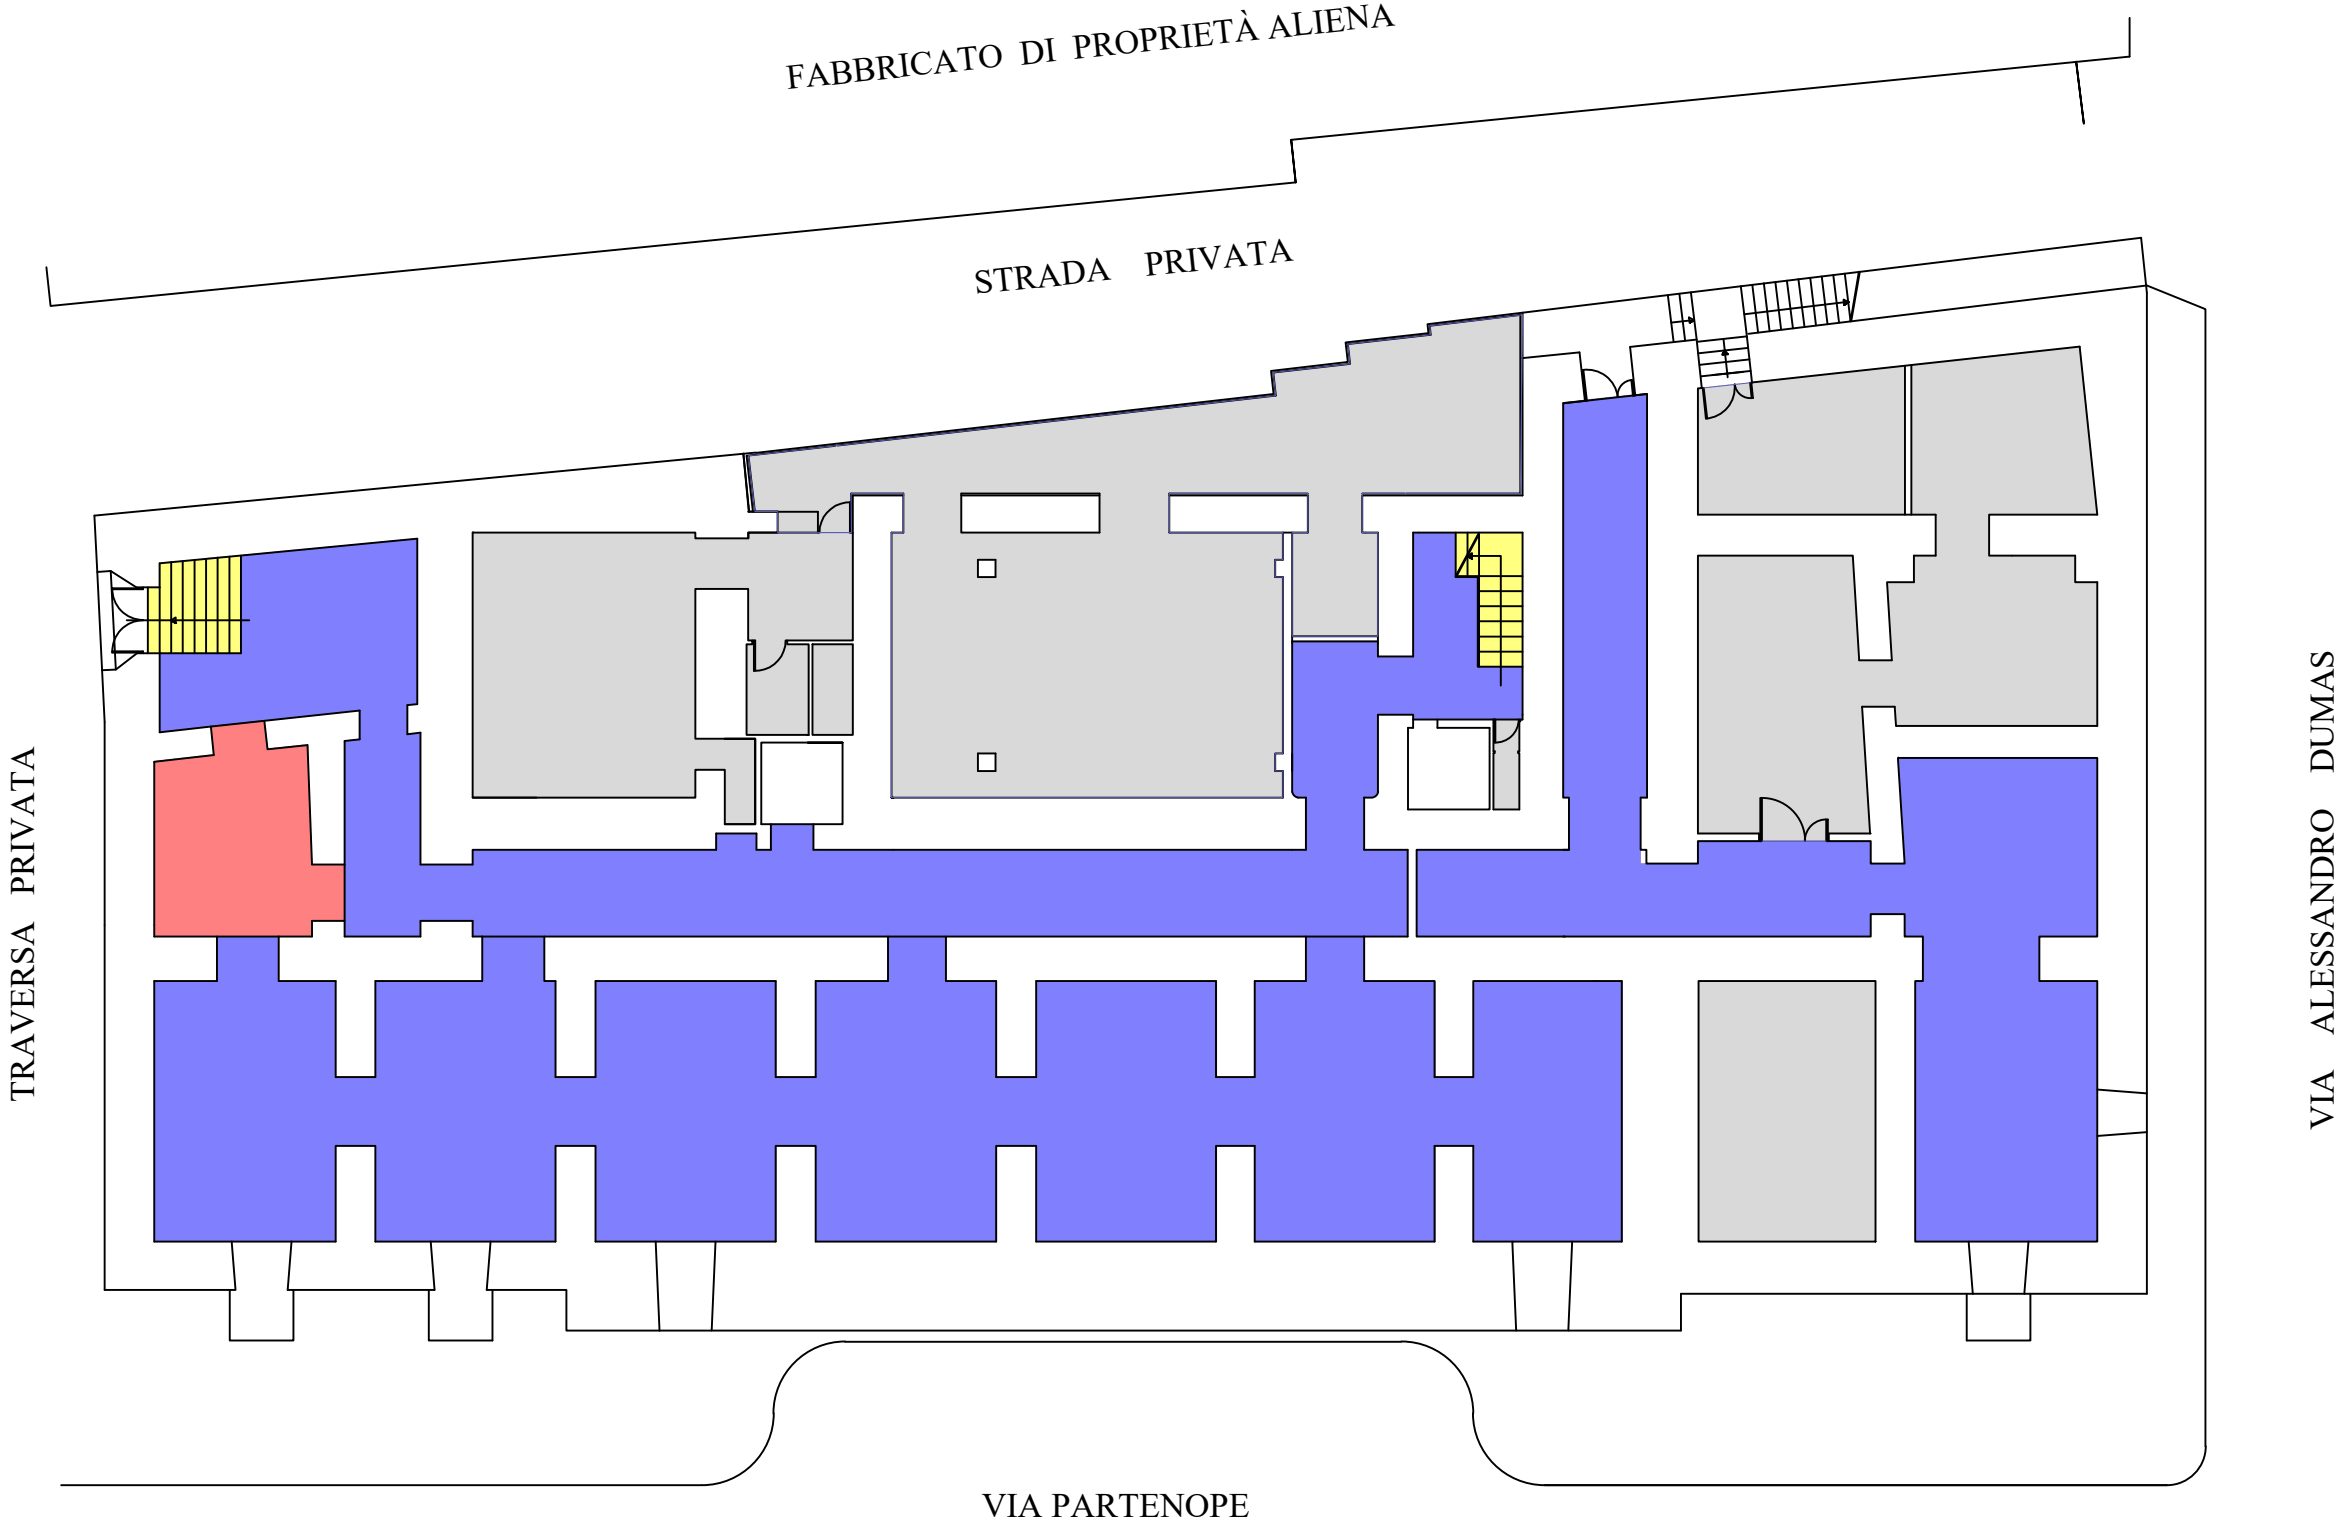 FABBRICATO DI PROPRIETÀ ALIENA
STRADA PRIVATA
TRAVERSA PRIVATA
VIA ALESSANDRO DUMAS
VIA PARTENOPE